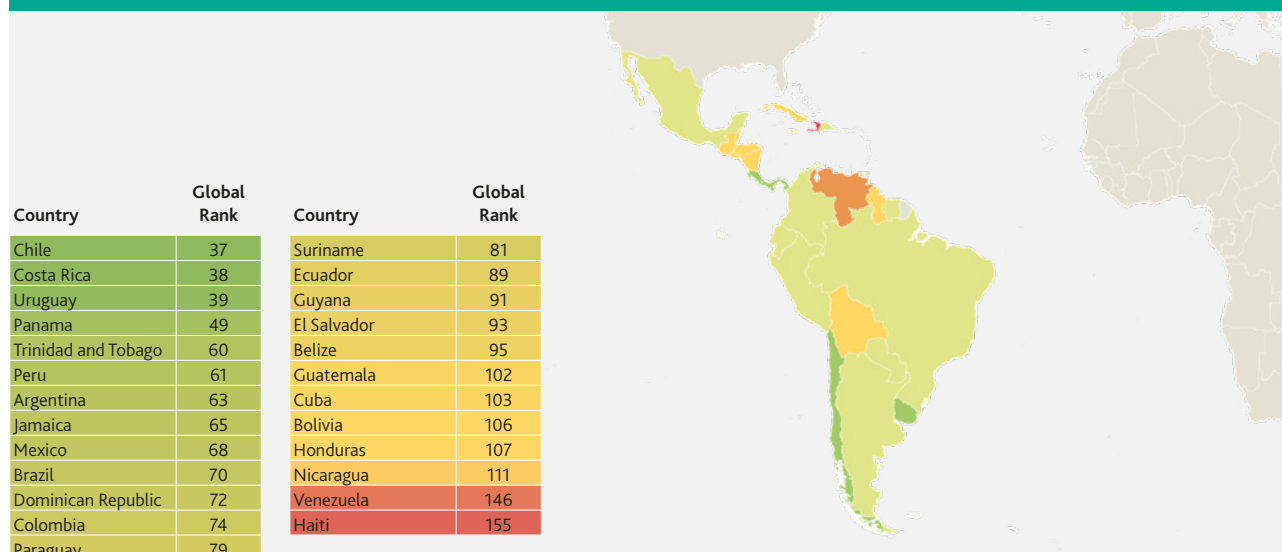 Country Global Rank
Chile 37
Costa Rica 38
Uruguay 39
Panama 49
Trinidad and Tobago 60
Peru 61
Argentina 63
Jamaica 65
Mexico 68
Brazil 70
Dominican Republic 72
Colombia 74
Paraguay 79
Country Global Rank
Suriname 81
Ecuador 89
Guyana 91
El Salvador 93
Belize 95
Guatemala 102
Cuba 103
Bolivia 106
Honduras 107
Nicaragua 111
Venezuela 146
Haiti 155